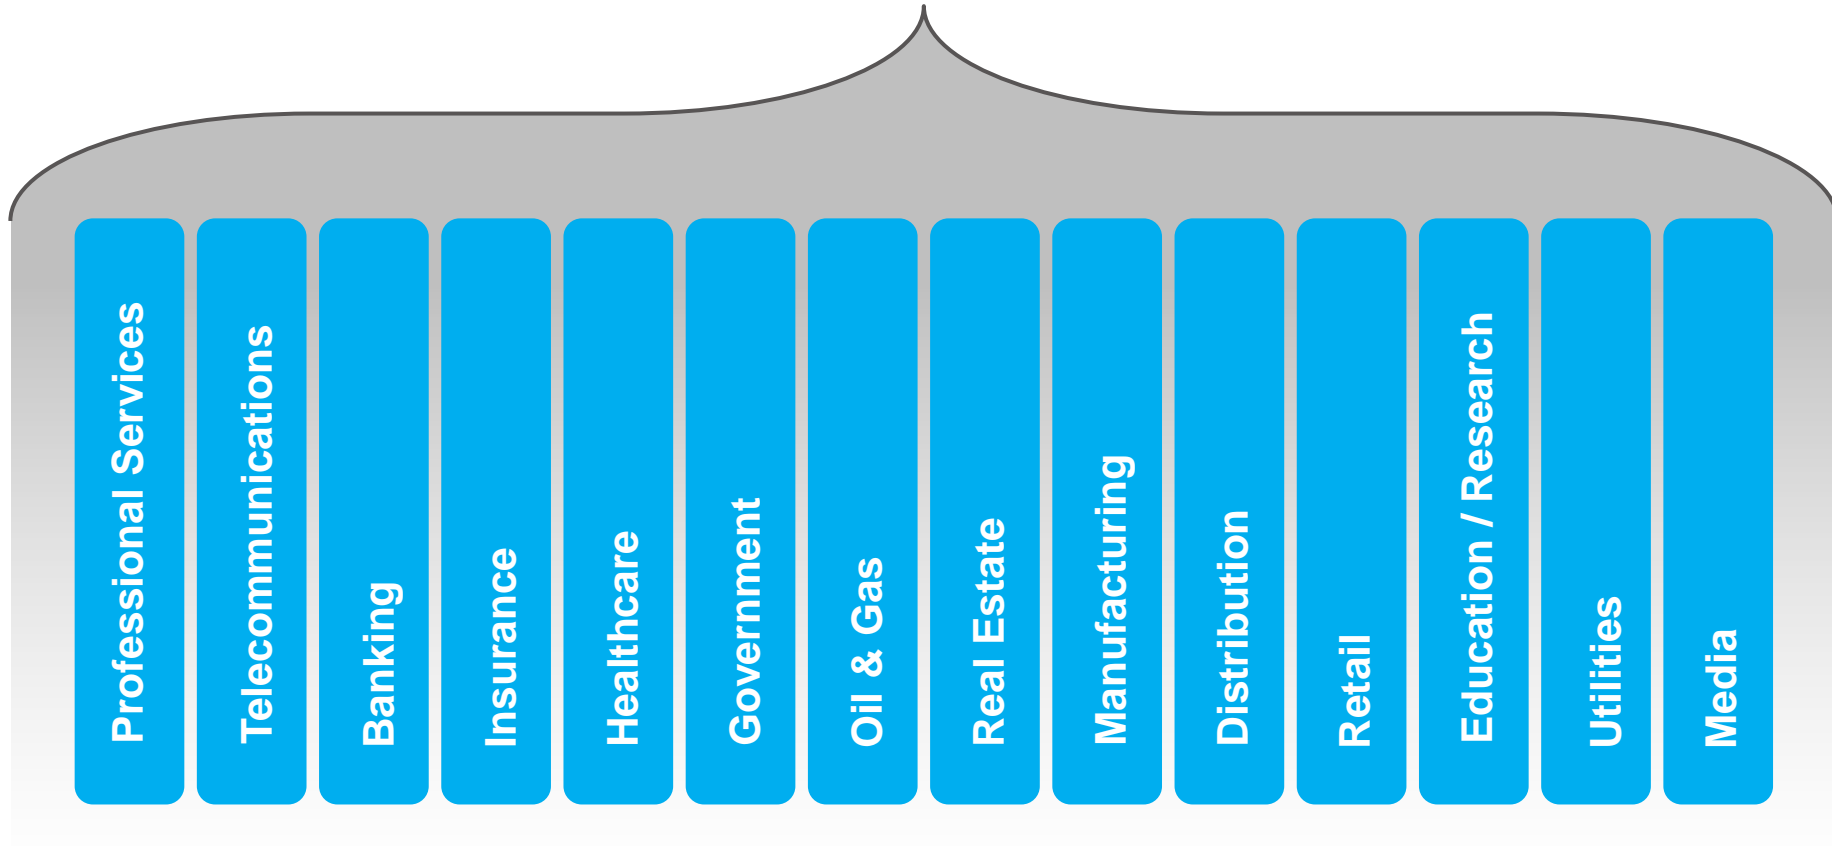 Professional Services
Telecommunications
Banking
Insurance
Healthcare
Government
Oil & Gas
Real Estate
Manufacturing
Distribution
Retail
Education / Research
Utilities
Media